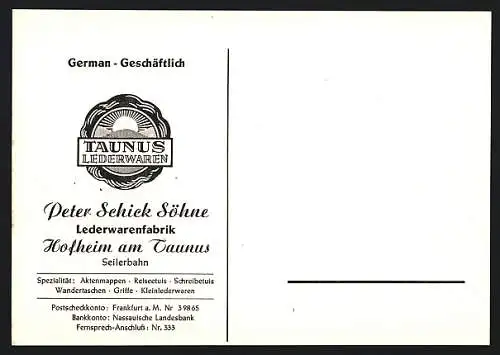 German - Geschäftlich
TAUNUS
LEDERWAREN
Peter Schick Söhne
Lederwarenfabrik
Hofheim am Taunus
Seilerbahn
Spezialität: Aktenmappen - Reiseetuis - Schreibetuis
Wandertaschen - Griffe - Kleinlederwaren
Postscheckkonto: Frankfurt a. M. Nr 39865
Bankkonto: Nassauische Landesbank
Fernsprech-Anschluß: Nr. 333